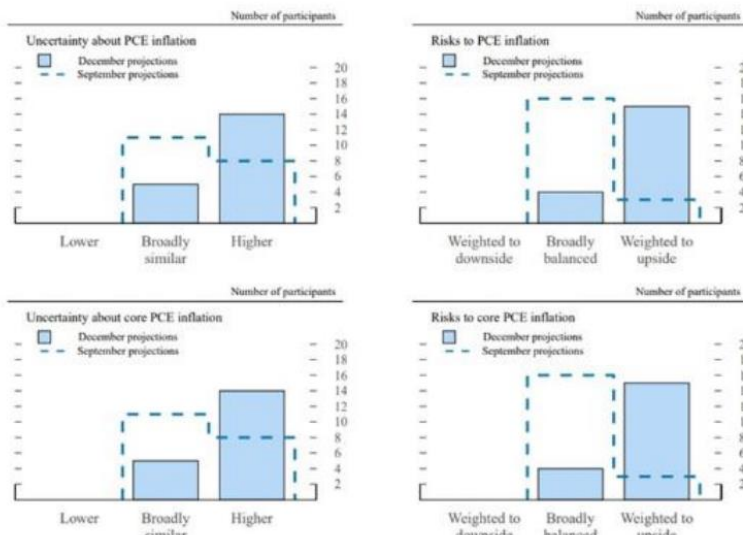 Number of participants
Uncertainty about PCE inflation
December projections
September projections
20
18
16
14
12
10
8
6
4
2
Lower
Broadly similar
Higher
Number of participants
Risks to PCE inflation
December projections
September projections
Weighted to downside
Broadly balanced
Weighted to upside
Number of participants
Uncertainty about core PCE inflation
December projections
September projections
20
18
16
14
12
10
8
6
4
2
Lower
Broadly similar
Higher
Number of participants
Risks to core PCE inflation
December projections
September projections
Weighted to downside
Broadly balanced
Weighted to upside